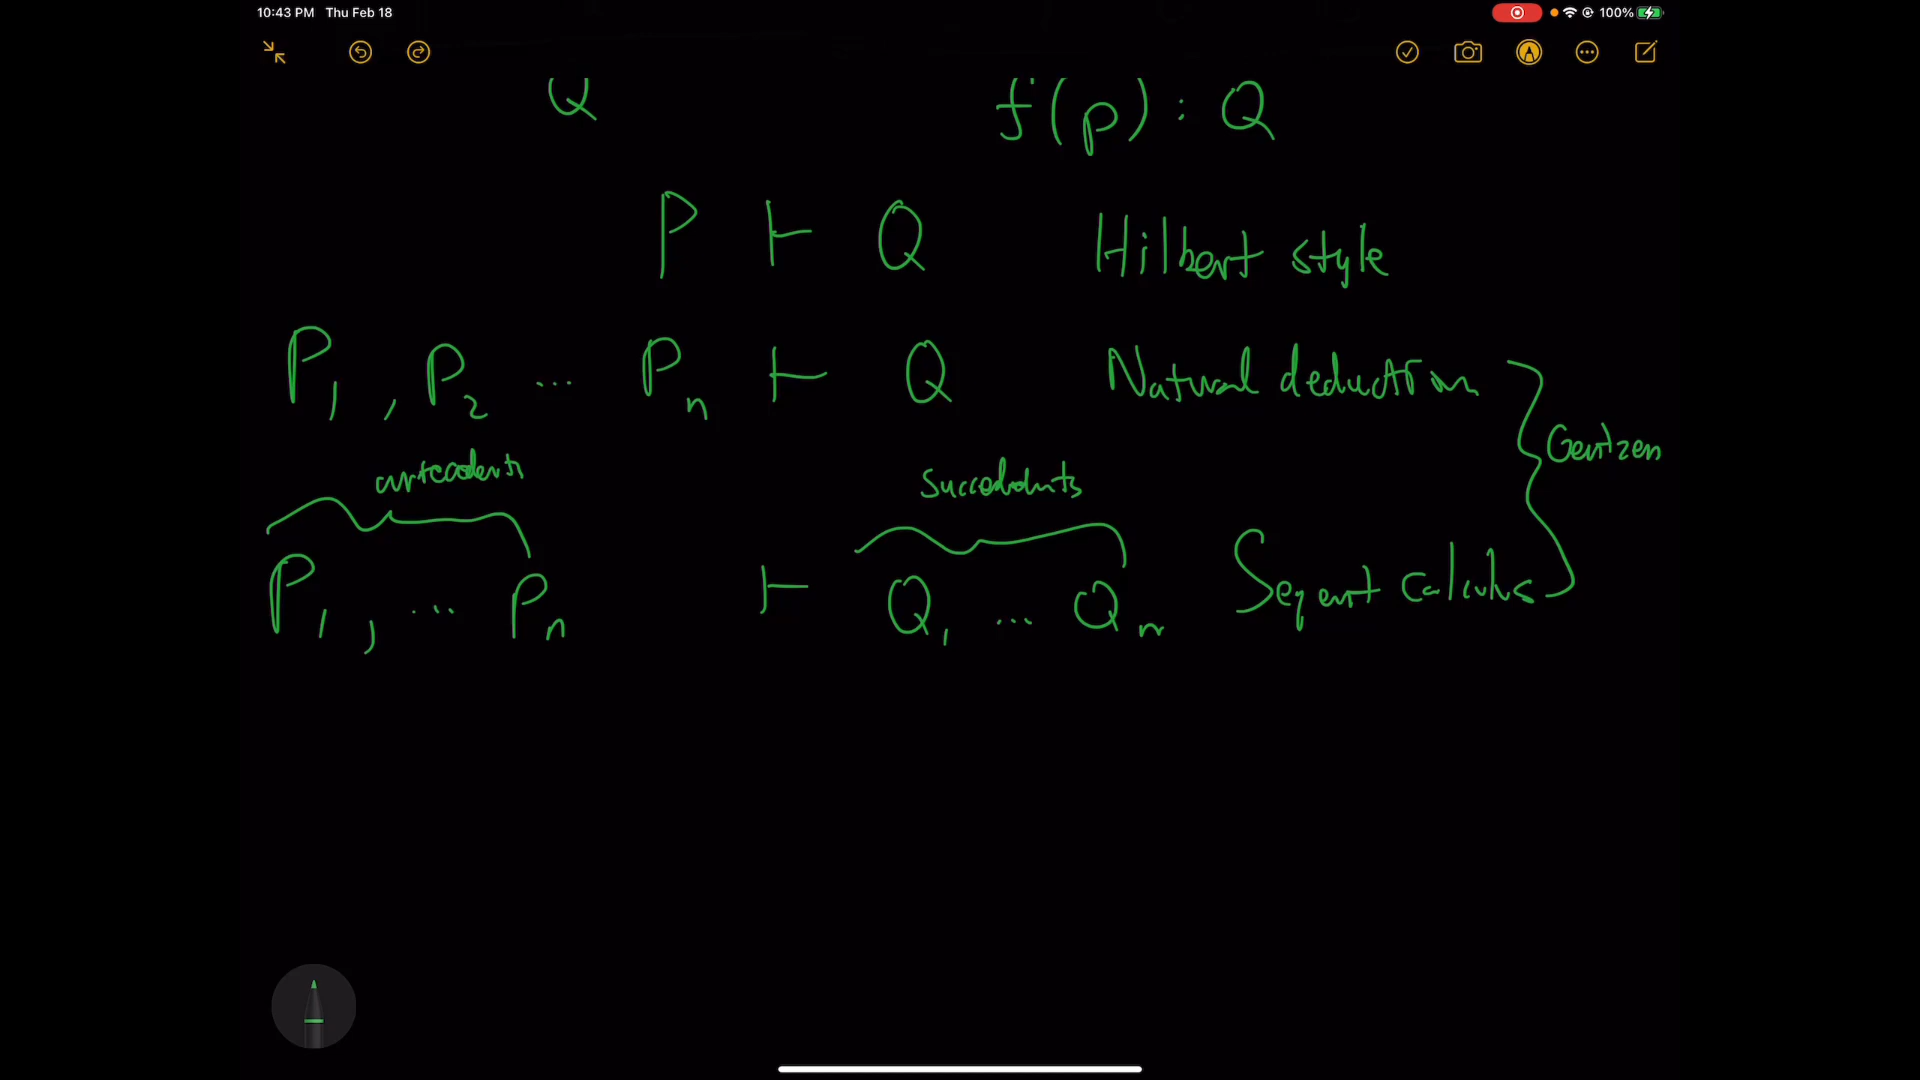 10:43 PM Thu Feb 18 100%
Q f(p) : Q
P ⊢ Q Hilbert style
P₁, P₂ ... Pₙ ⊢ Q Natural deduction
Gentzen
antecedents succedents
P₁, ... Pₙ ⊢ Q₁ ... Qₙ Sequent calculus